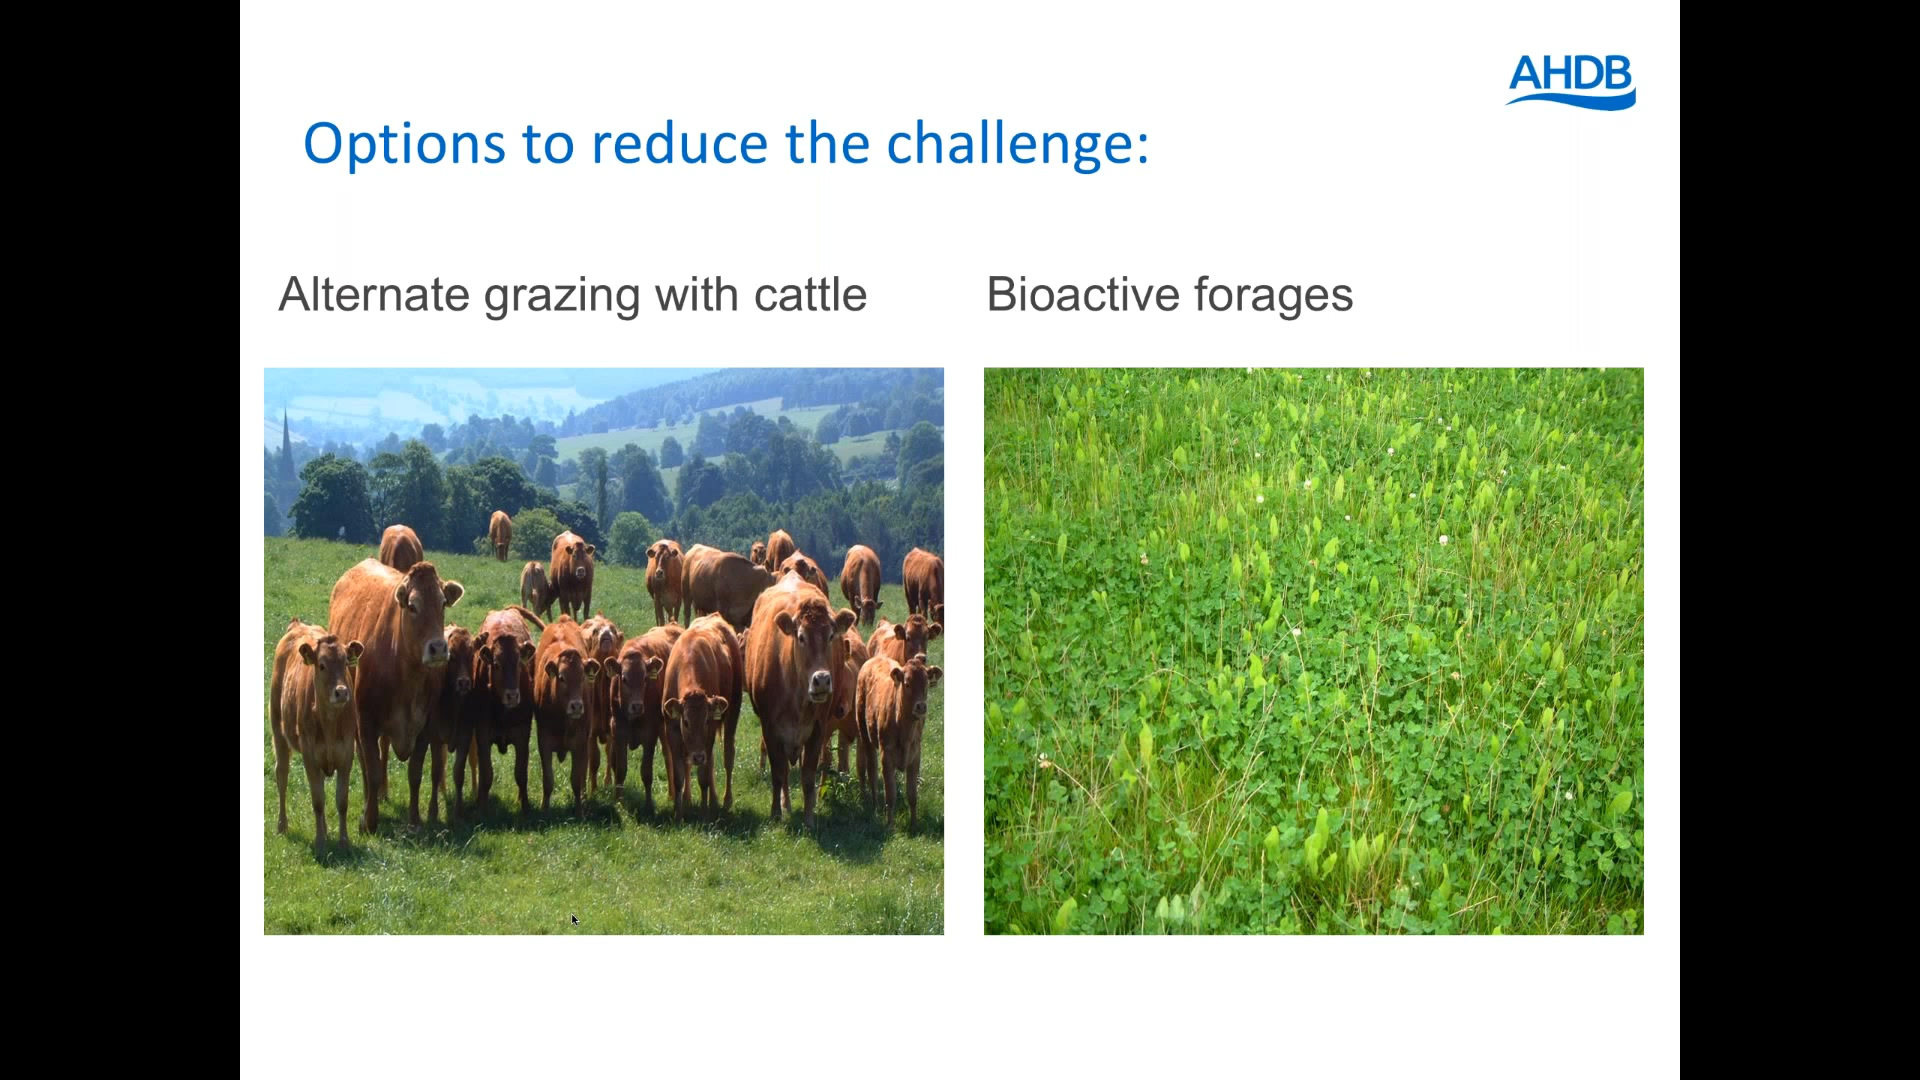 AHDB
Options to reduce the challenge:
Alternate grazing with cattle
Bioactive forages